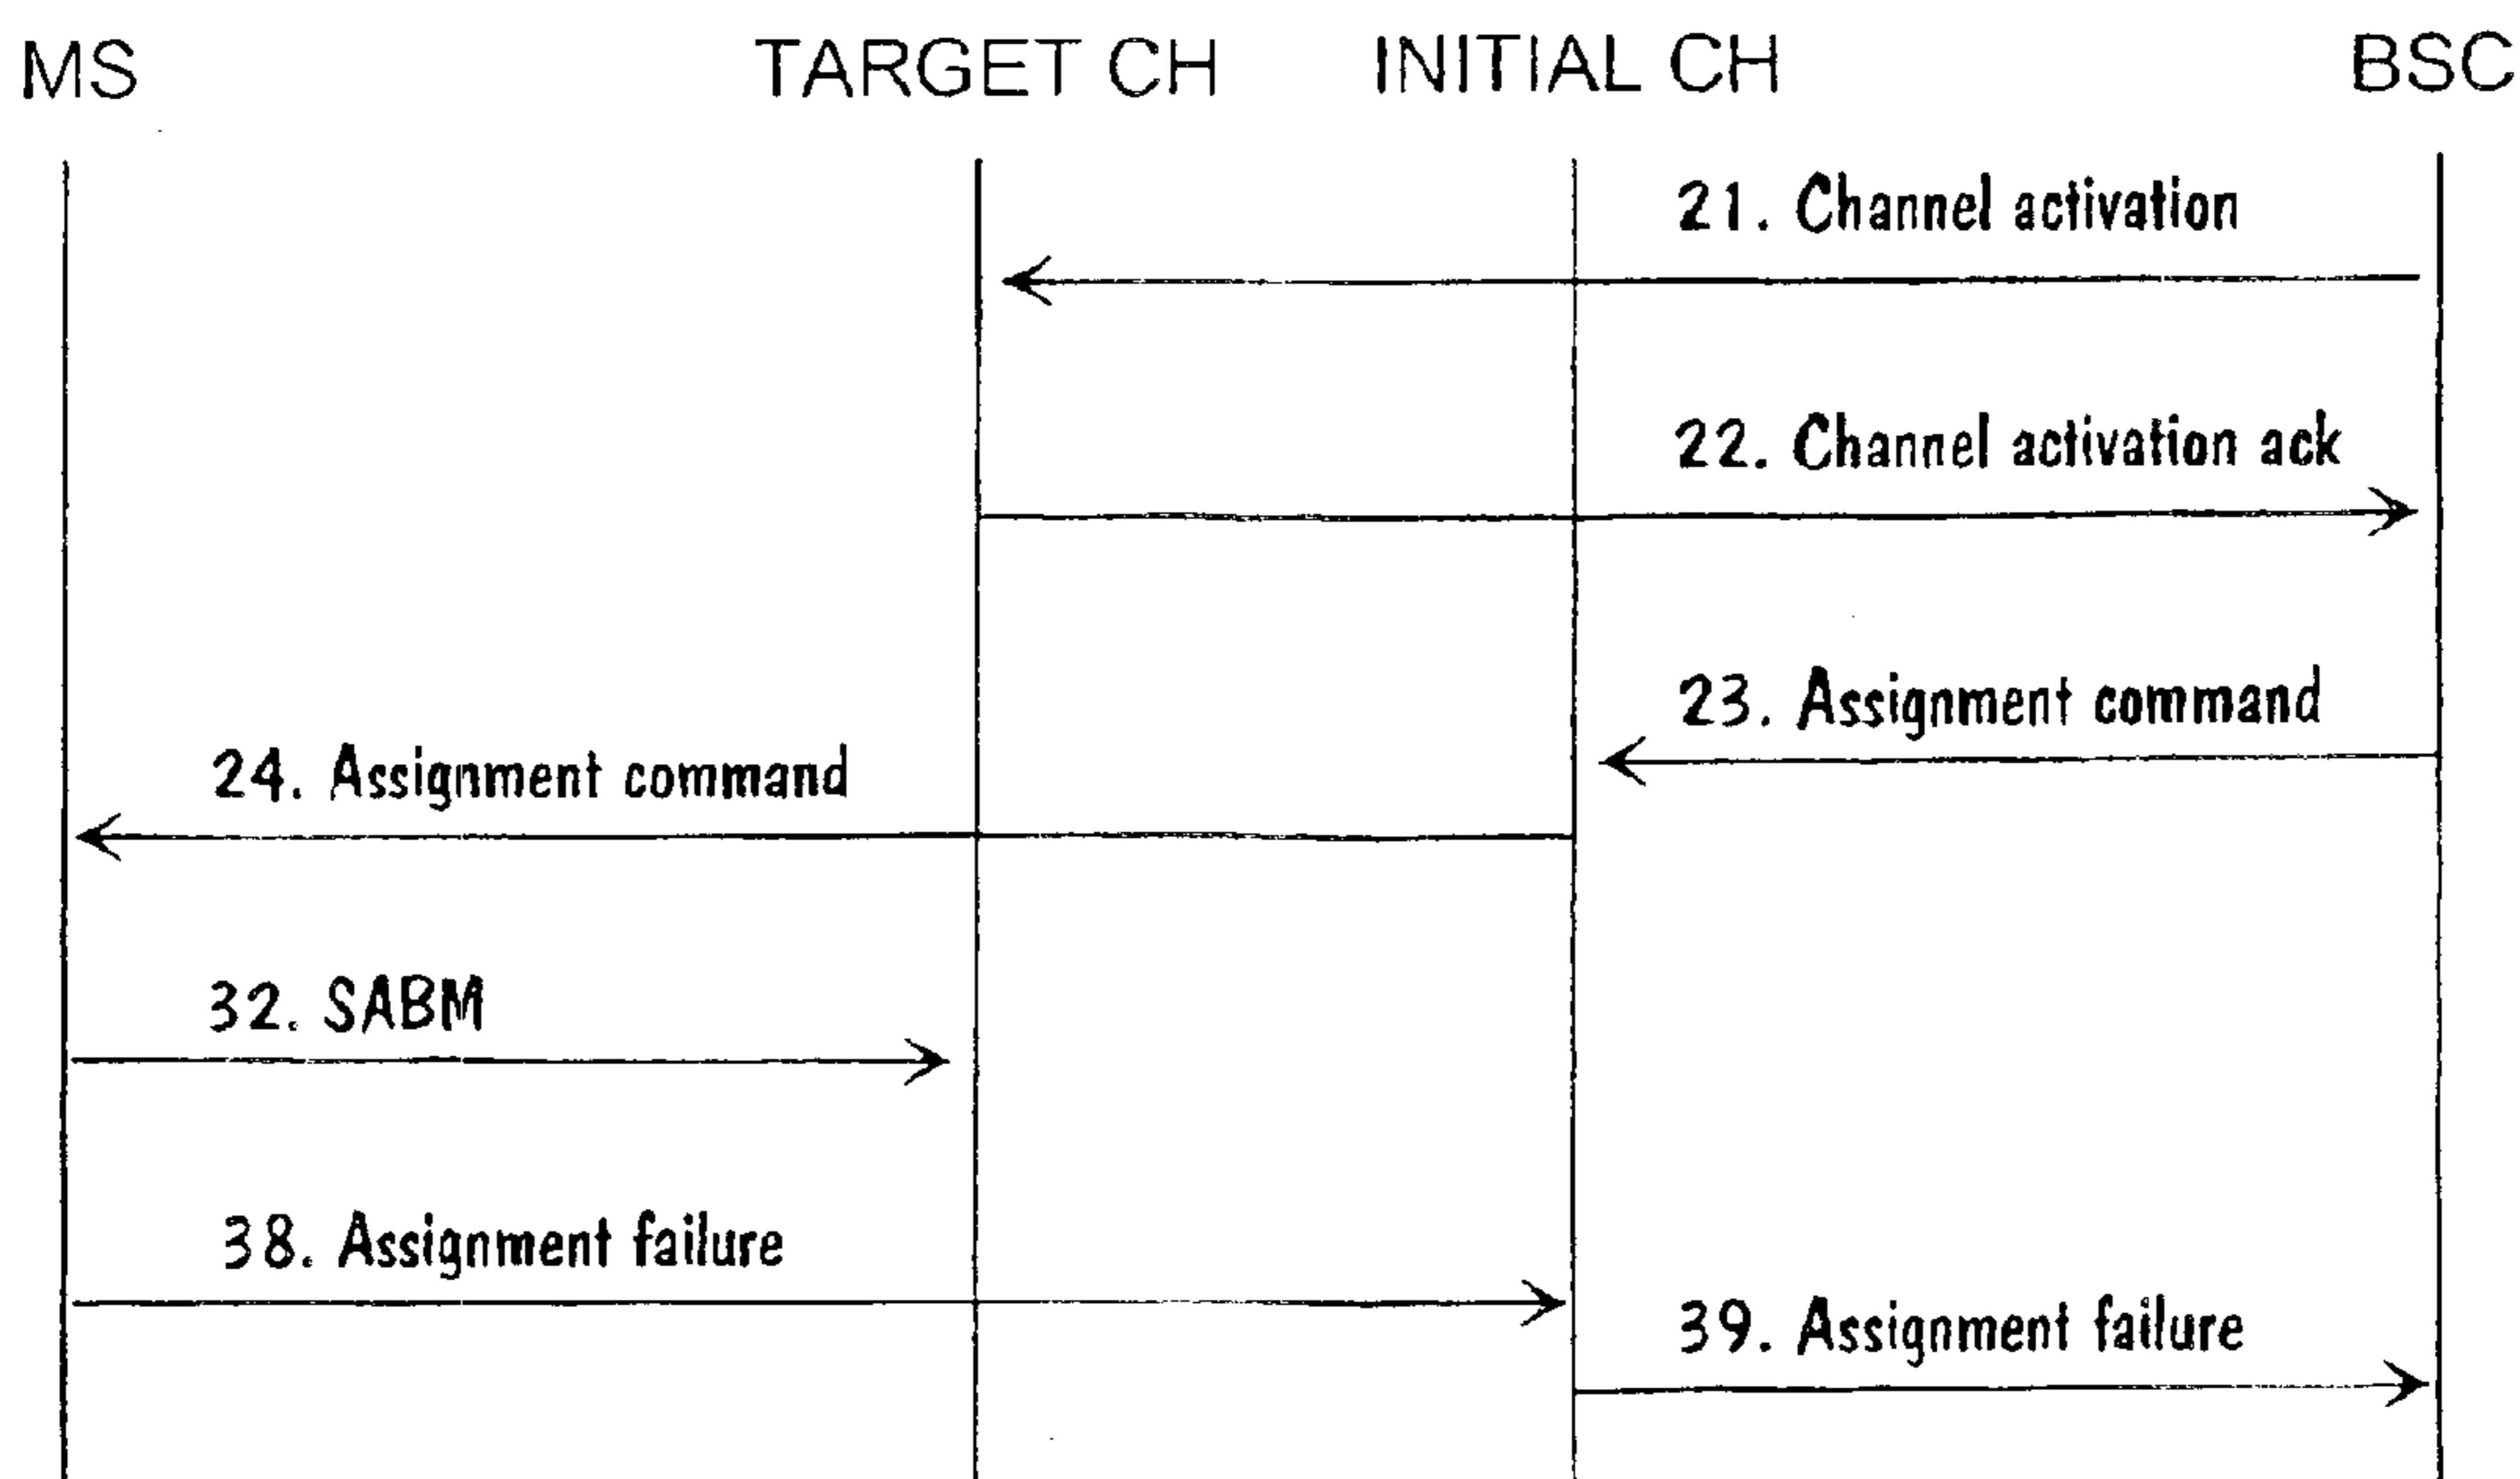 MS TARGET CH INITIAL CH BSC
21. Channel activation
22. Channel activation ack
23. Assignment command
24. Assignment command
32. SABM
38. Assignment failure
39. Assignment failure